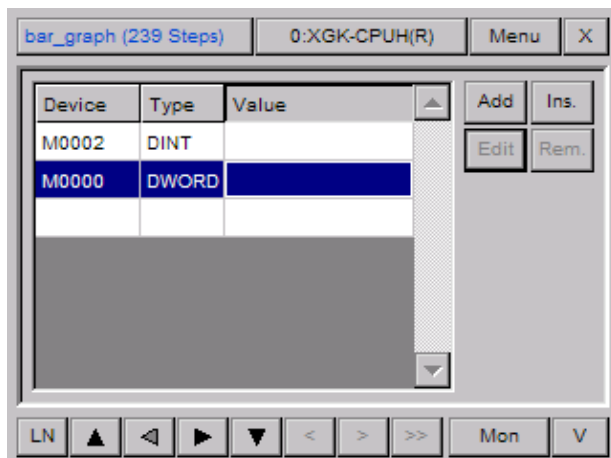 bar_graph (239 Steps) 0:XGK-CPUH(R) Menu X
Device Type Value Add Ins.
M0002 DINT Edit Rem.
M0000 DWORD
LN < > >> Mon V